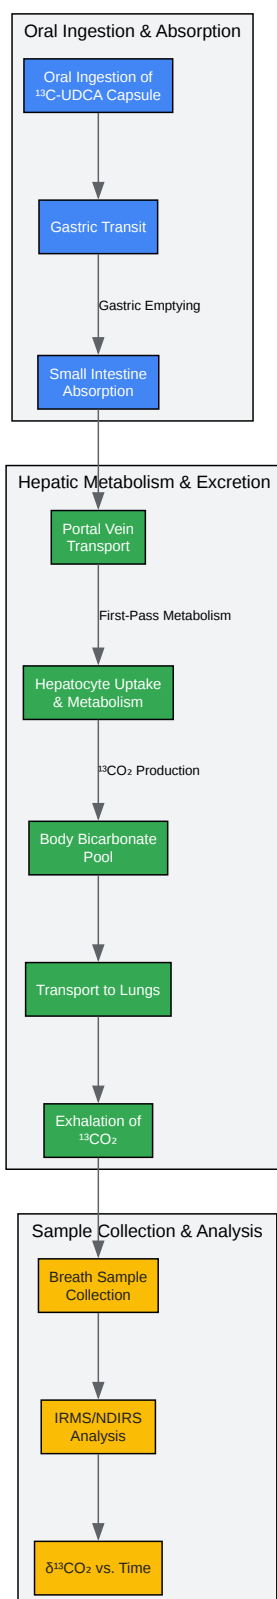 Oral Ingestion & Absorption
Oral Ingestion of
¹³C-UDCA Capsule
Gastric Transit
Gastric Emptying
Small Intestine
Absorption
Hepatic Metabolism & Excretion
Portal Vein
Transport
First-Pass Metabolism
Hepatocyte Uptake
& Metabolism
¹³CO₂ Production
Body Bicarbonate
Pool
Transport to Lungs
Exhalation of
¹³CO₂
Sample Collection & Analysis
Breath Sample
Collection
IRMS/NDIRS
Analysis
δ¹³CO₂ vs. Time